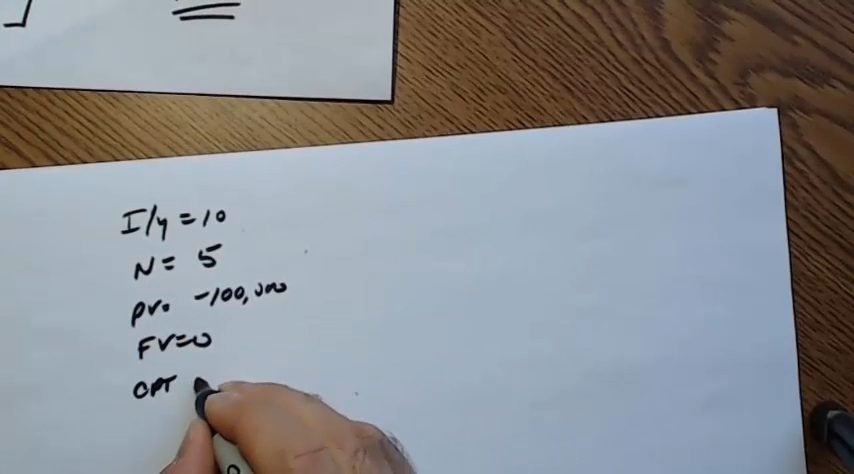 I/y = 10
N = 5
PV= -100,000
FV=0
CPT